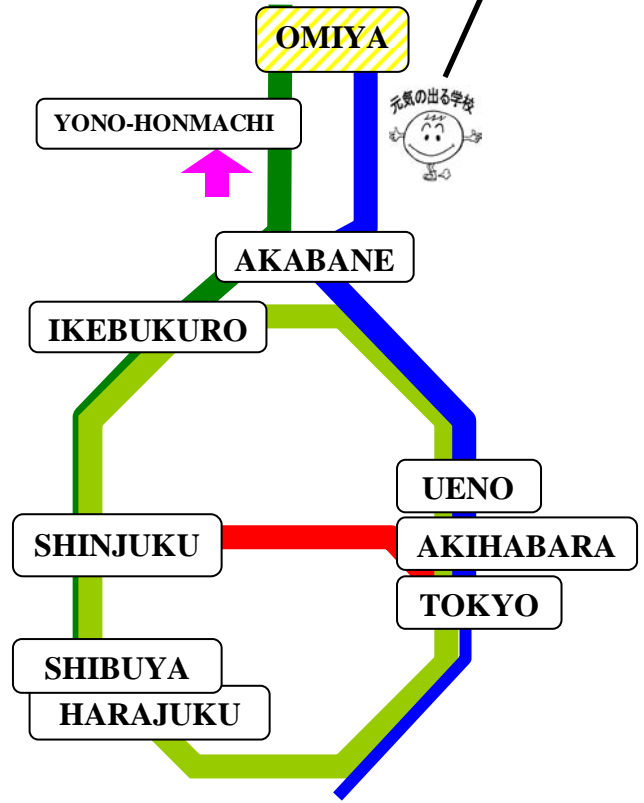 OMIYA
元気の出る学校
YONO-HONMACHI
AKABANE
IKEBUKURO
UENO
SHINJUKU
AKIHABARA
TOKYO
SHIBUYA
HARAJUKU